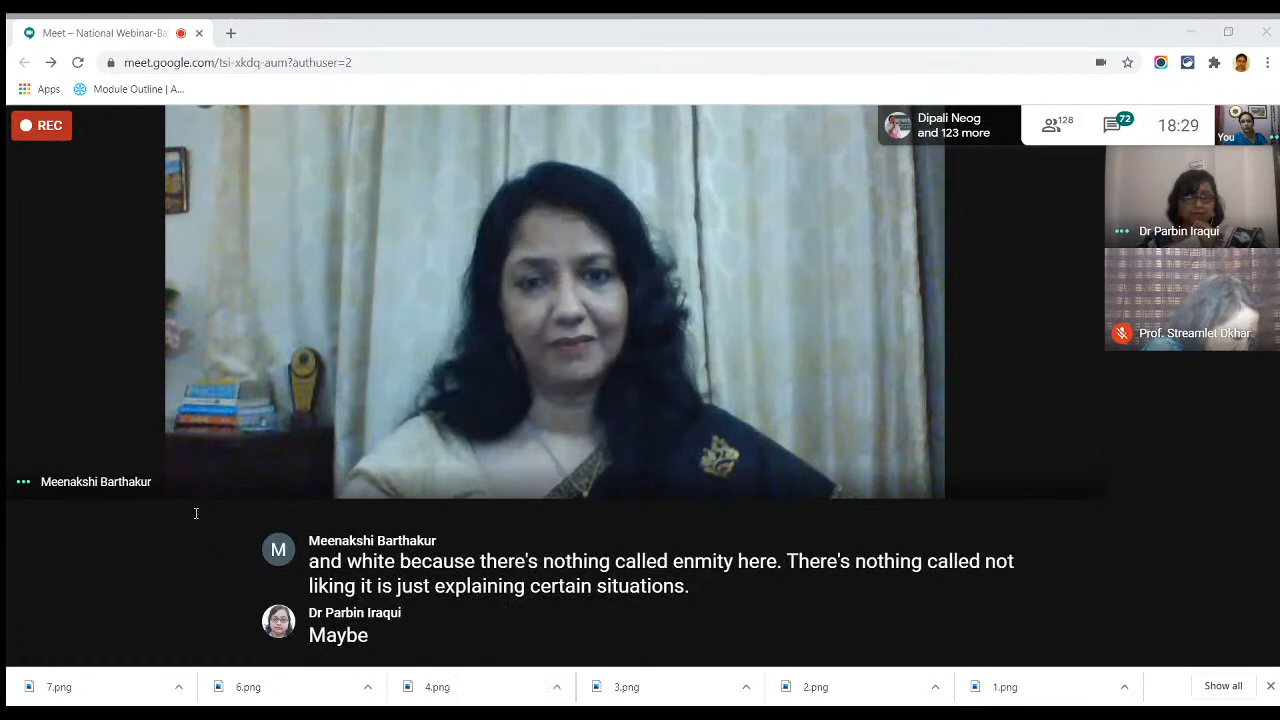 Meet – National Webinar-Ba
meet.google.com/tsi-xkdq-aum?authuser=2
Apps
Module Outline | A...
REC
Dipali Neog
and 123 more
128
72
18:29
You
Dr Parbin Iraqui
Prof. Streamlet Dkhar
Meenakshi Barthakur
M
Meenakshi Barthakur
and white because there's nothing called enmity here. There's nothing called not
liking it is just explaining certain situations.
Dr Parbin Iraqui
Maybe
7.png
6.png
4.png
3.png
2.png
1.png
Show all